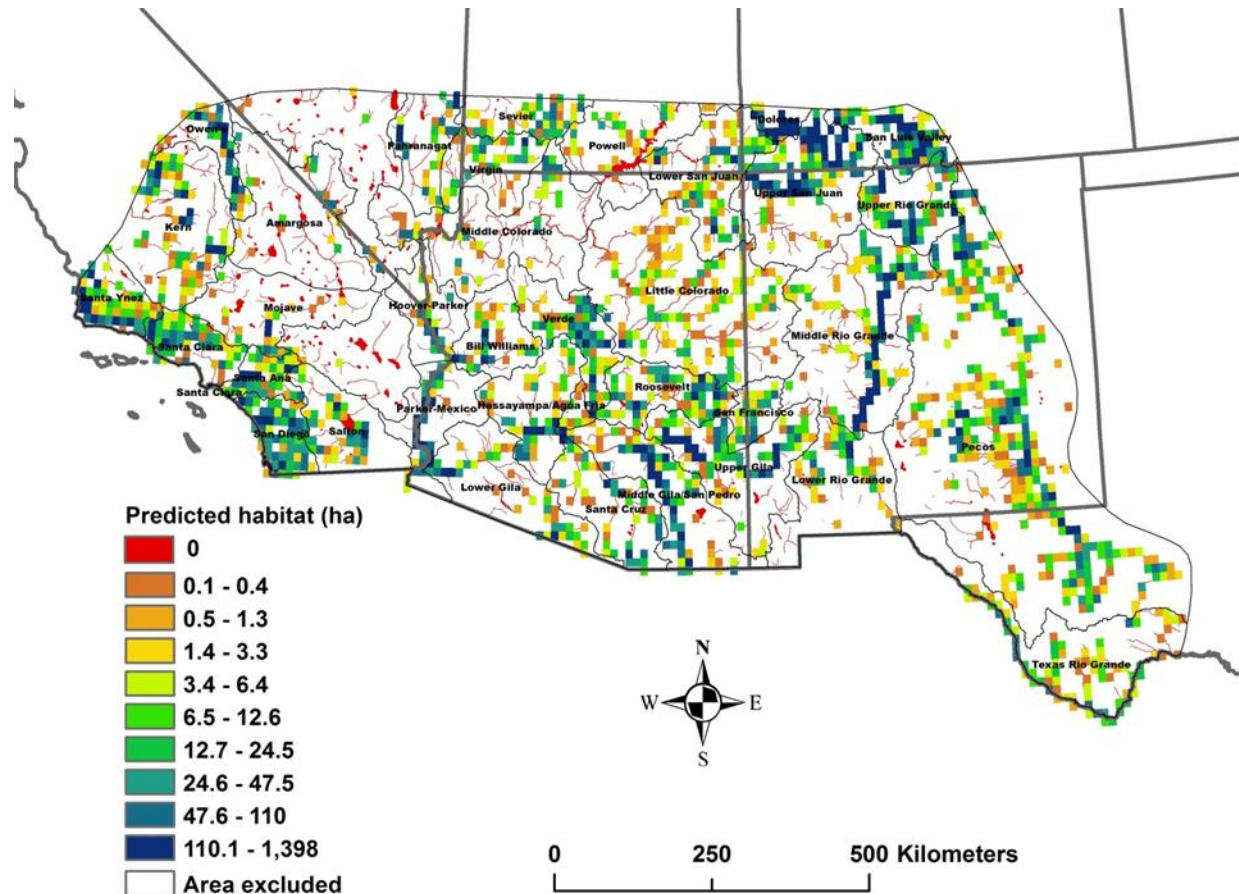 Owens
Kern
Amargosa
Pahranagat
Sevier
Virgin
Powell
Lower San Juan
Dolores
San Luis Valley
Upper San Juan
Upper Rio Grande
Middle Colorado
Little Colorado
Santa Ynez
Mojave
Hoover-Parker
Verde
Bill Williams
Middle Rio Grande
Santa Clara
Santa Ana
Santa Clara
Roosevelt
Parker-Mexico
Hassayampa/Agua Fria
San Francisco
San Diego
Salton
Pecos
Lower Gila
Upper Gila
Lower Rio Grande
Middle Gila/San Pedro
Santa Cruz
Texas Rio Grande
Predicted habitat (ha)
0
0.1 - 0.4
0.5 - 1.3
1.4 - 3.3
3.4 - 6.4
6.5 - 12.6
12.7 - 24.5
24.6 - 47.5
47.6 - 110
110.1 - 1,398
Area excluded
N
W E
S
0 250 500 Kilometers